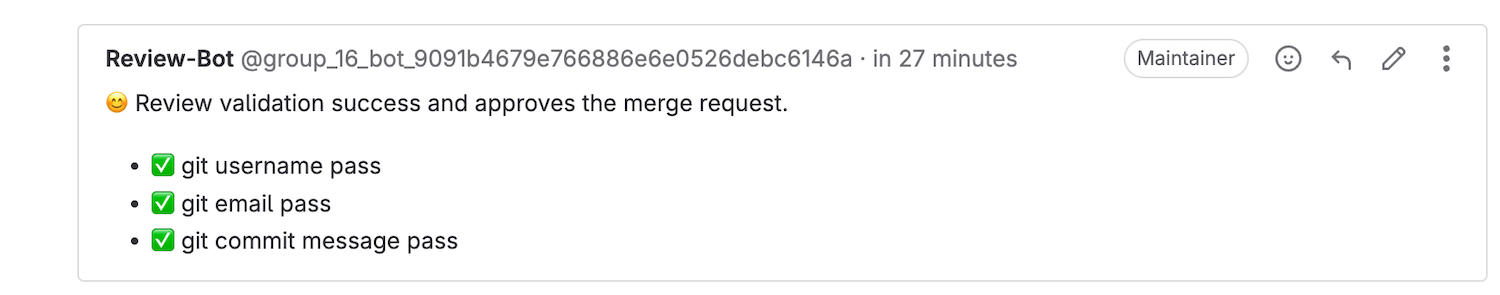 Review-Bot @group_16_bot_9091b4679e766886e6e0526debc6146a · in 27 minutes Maintainer
😊 Review validation success and approves the merge request.
• ✅ git username pass
• ✅ git email pass
• ✅ git commit message pass